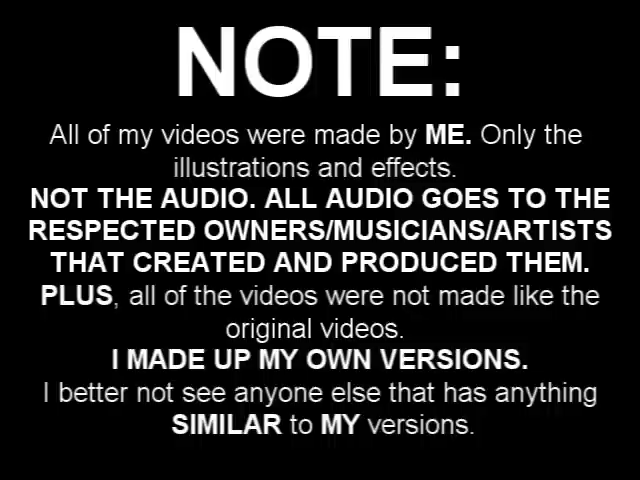 NOTE:
All of my videos were made by ME. Only the
illustrations and effects.
NOT THE AUDIO. ALL AUDIO GOES TO THE
RESPECTED OWNERS/MUSICIANS/ARTISTS
THAT CREATED AND PRODUCED THEM.
PLUS, all of the videos were not made like the
original videos.
I MADE UP MY OWN VERSIONS.
I better not see anyone else that has anything
SIMILAR to MY versions.